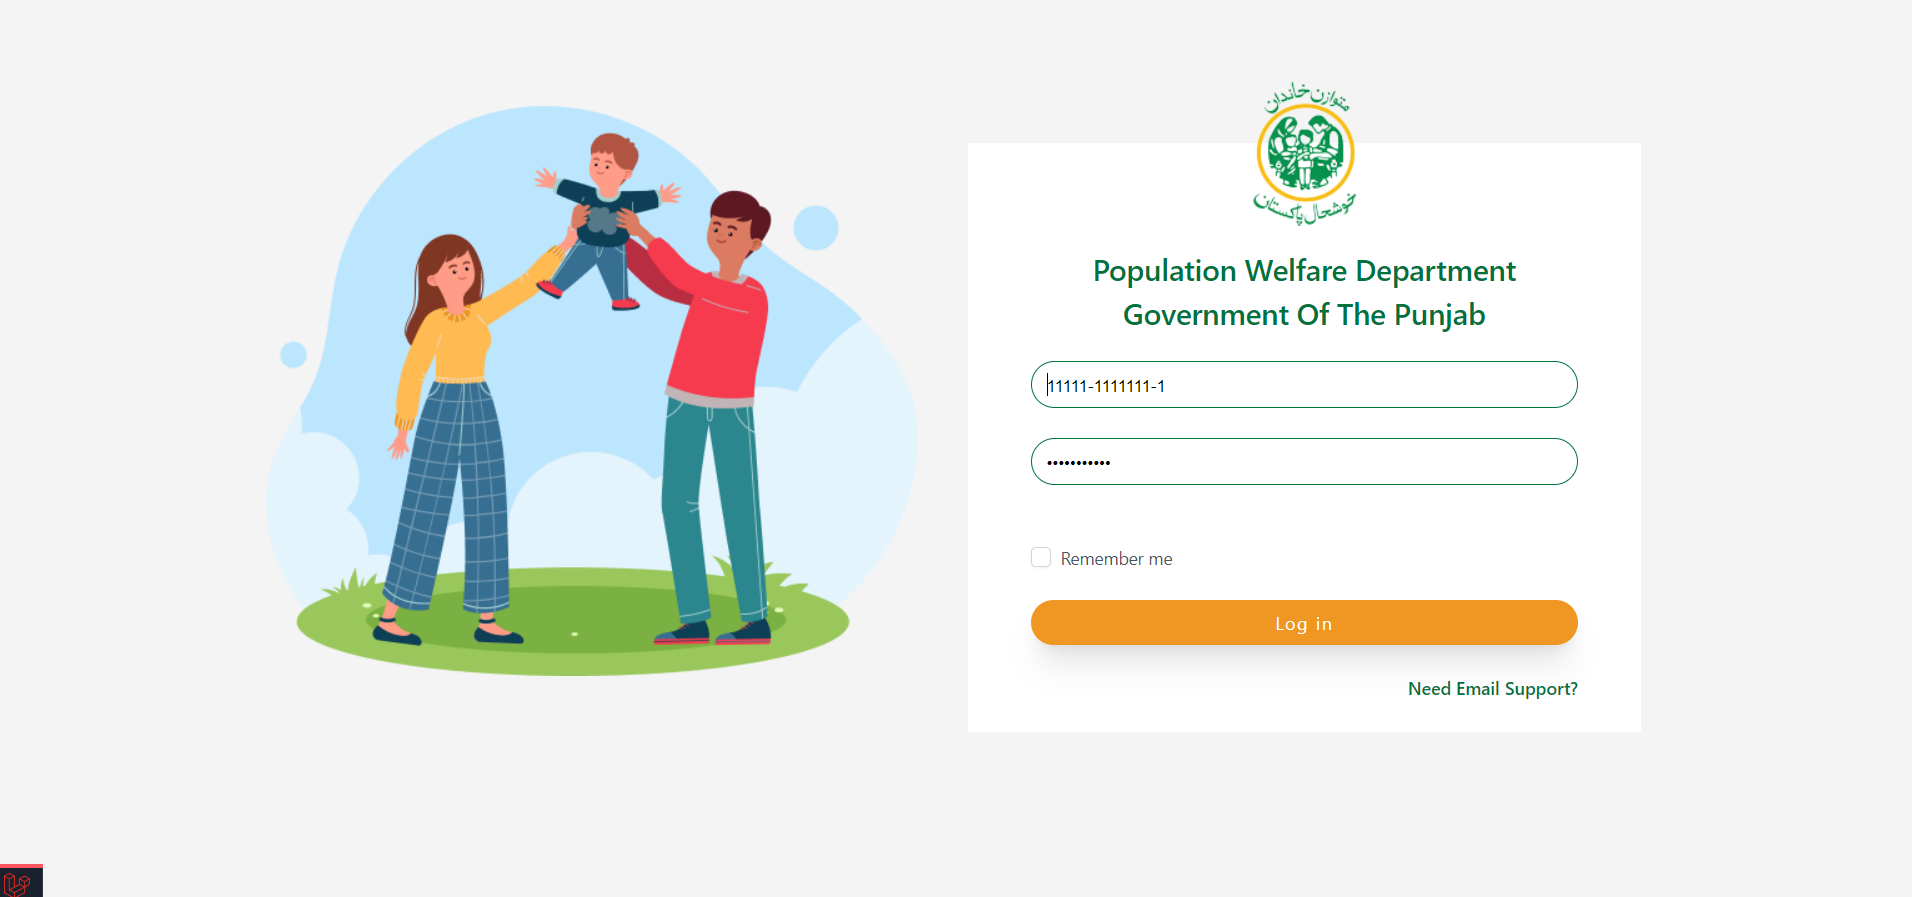 متوازن خاندان
خوشحال پاکستان
Population Welfare Department
Government Of The Punjab
11111-1111111-1
•••••••••••
Remember me
Log in
Need Email Support?